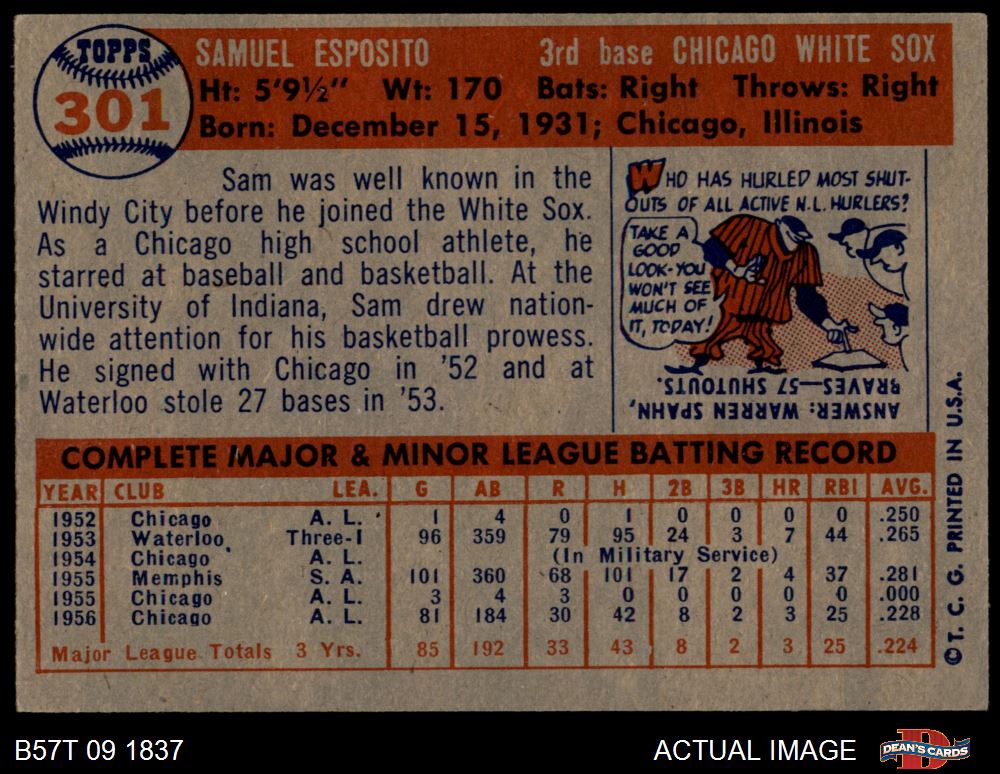 TOPPS
301
SAMUEL ESPOSITO 3rd base CHICAGO WHITE SOX
Ht: 5'9½" Wt: 170 Bats: Right Throws: Right
Born: December 15, 1931; Chicago, Illinois
Sam was well known in the
Windy City before he joined the White Sox.
As a Chicago high school athlete, he
starred at baseball and basketball. At the
University of Indiana, Sam drew nation-
wide attention for his basketball prowess.
He signed with Chicago in '52 and at
Waterloo stole 27 bases in '53.
WHO HAS HURLED MOST SHUT-
OUTS OF ALL ACTIVE N.L. HURLERS?
TAKE A
GOOD
LOOK-YOU
WON'T SEE
MUCH OF
IT, TODAY!
ANSWER: WARREN SPAHN,
BRAVES—57 SHUTOUTS.
COMPLETE MAJOR & MINOR LEAGUE BATTING RECORD
YEAR CLUB LEA. G AB R H 2B 3B HR RBI AVG.
1952 Chicago A. L. 1 4 0 1 0 0 0 0 .250
1953 Waterloo Three-I 96 359 79 95 24 3 7 44 .265
1954 Chicago A. L. (In Military Service)
1955 Memphis S. A. 101 360 68 101 17 2 4 37 .281
1955 Chicago A. L. 3 4 3 0 0 0 0 0 .000
1956 Chicago A. L. 81 184 30 42 8 2 3 25 .228
Major League Totals 3 Yrs. 85 192 33 43 8 2 3 25 .224
© T. C. G. PRINTED IN U.S.A.
B57T 09 1837 ACTUAL IMAGE
DEAN'S CARDS